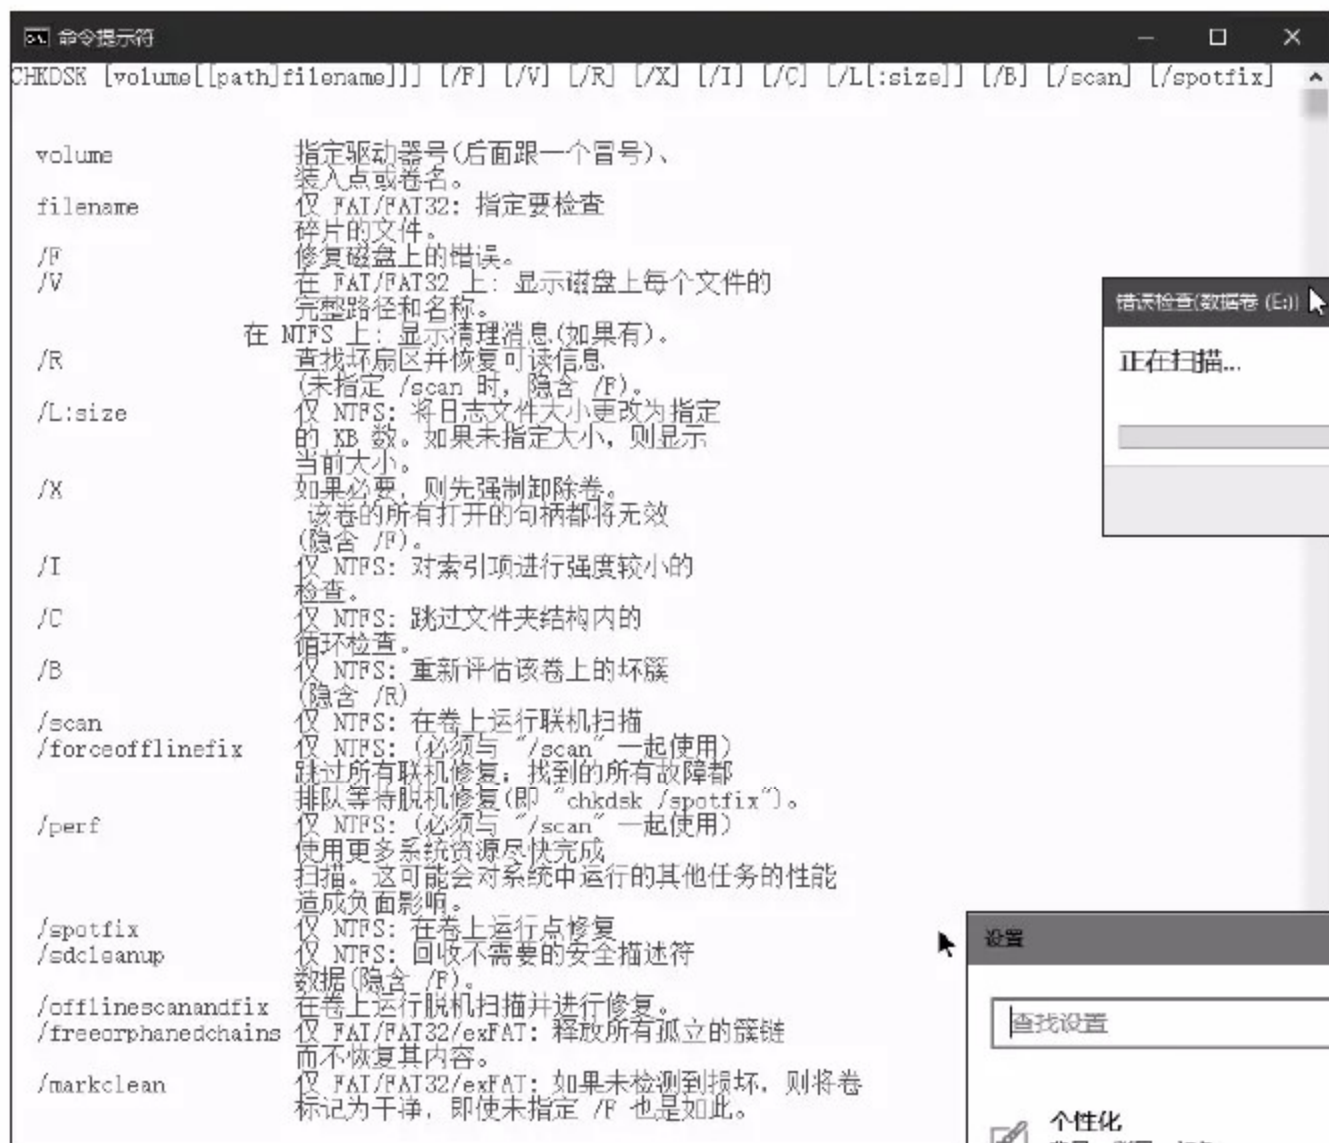 命令提示符
CHKDSK [volume[[path]filename]]] [/F] [/V] [/R] [/X] [/I] [/C] [/L[:size]] [/B] [/scan] [/spotfix]
volume 指定驱动器号(后面跟一个冒号)、
装入点或卷名。
filename 仅 FAT/FAT32: 指定要检查
碎片的文件。
/F 修复磁盘上的错误。
/V 在 FAT/FAT32 上: 显示磁盘上每个文件的
完整路径和名称。
在 NTFS 上: 显示清理消息(如果有)。
/R 查找坏扇区并恢复可读信息
(未指定 /scan 时，隐含 /F)。
/L:size 仅 NTFS: 将日志文件大小更改为指定
的 KB 数。如果未指定大小，则显示
当前大小。
/X 如果必要，则先强制卸除卷。
该卷的所有打开的句柄都将无效
(隐含 /F)。
/I 仅 NTFS: 对索引项进行强度较小的
检查。
/C 仅 NTFS: 跳过文件夹结构内的
循环检查。
/B 仅 NTFS: 重新评估该卷上的坏簇
(隐含 /R)
/scan 仅 NTFS: 在卷上运行联机扫描
/forceofflinefix 仅 NTFS: (必须与 "/scan" 一起使用)
跳过所有联机修复；找到的所有故障都
排队等待脱机修复(即 "chkdsk /spotfix")。
/perf 仅 NTFS: (必须与 "/scan" 一起使用)
使用更多系统资源尽快完成
扫描。这可能会对系统中运行的其他任务的性能
造成负面影响。
/spotfix 仅 NTFS: 在卷上运行点修复
/sdcleanup 仅 NTFS: 回收不需要的安全描述符
数据(隐含 /F)。
/offlinescanandfix 在卷上运行脱机扫描并进行修复。
/freeorphanedchains 仅 FAT/FAT32/exFAT: 释放所有孤立的簇链
而不恢复其内容。
/markclean 仅 FAT/FAT32/exFAT: 如果未检测到损坏，则将卷
标记为干净，即使未指定 /F 也是如此。
错误检查(数据卷 (E:))
正在扫描...
设置
查找设置
个性化